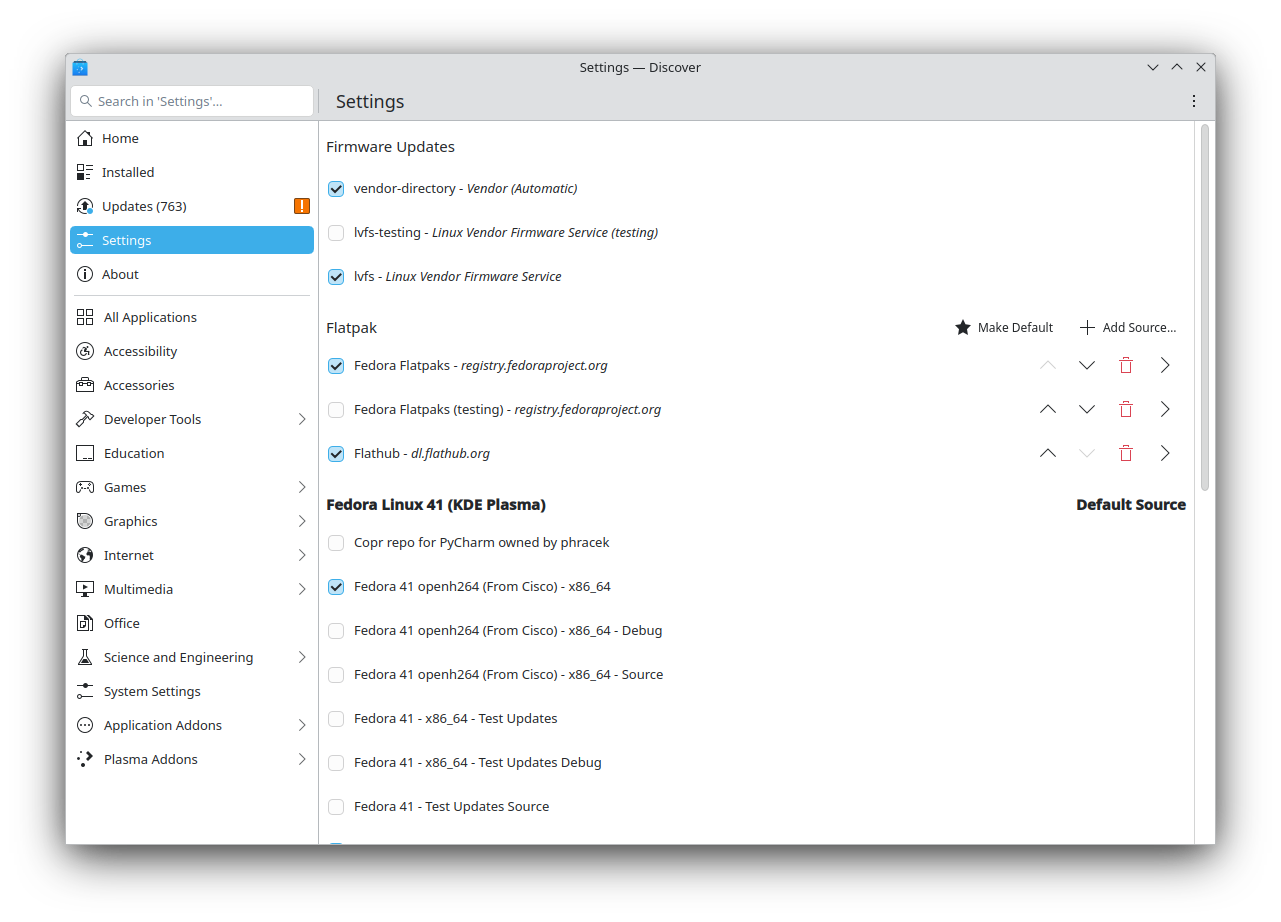 Settings — Discover
Search in 'Settings'...
Settings
Home
Installed
Updates (763)
Settings
About
All Applications
Accessibility
Accessories
Developer Tools
Education
Games
Graphics
Internet
Multimedia
Office
Science and Engineering
System Settings
Application Addons
Plasma Addons
Firmware Updates
vendor-directory - Vendor (Automatic)
lvfs-testing - Linux Vendor Firmware Service (testing)
lvfs - Linux Vendor Firmware Service
Flatpak
Make Default
Add Source...
Fedora Flatpaks - registry.fedoraproject.org
Fedora Flatpaks (testing) - registry.fedoraproject.org
Flathub - dl.flathub.org
Fedora Linux 41 (KDE Plasma)
Default Source
Copr repo for PyCharm owned by phracek
Fedora 41 openh264 (From Cisco) - x86_64
Fedora 41 openh264 (From Cisco) - x86_64 - Debug
Fedora 41 openh264 (From Cisco) - x86_64 - Source
Fedora 41 - x86_64 - Test Updates
Fedora 41 - x86_64 - Test Updates Debug
Fedora 41 - Test Updates Source